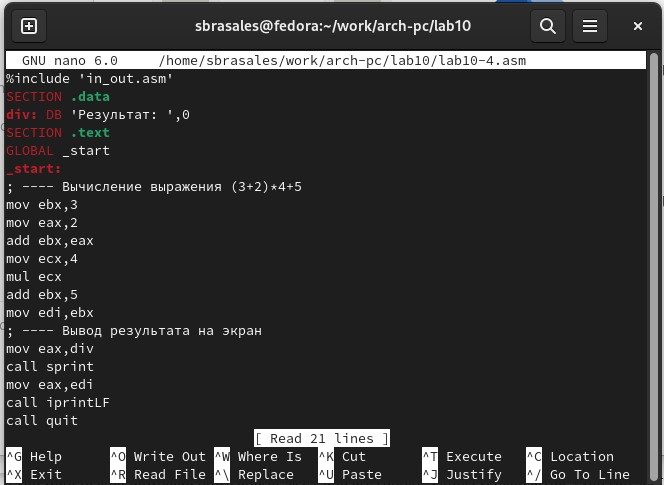 sbrasales@fedora:~/work/arch-pc/lab10
GNU nano 6.0 /home/sbrasales/work/arch-pc/lab10/lab10-4.asm
%include 'in_out.asm'
SECTION .data
div: DB 'Результат: ',0
SECTION .text
GLOBAL _start
_start:
; ---- Вычисление выражения (3+2)*4+5
mov ebx,3
mov eax,2
add ebx,eax
mov ecx,4
mul ecx
add ebx,5
mov edi,ebx
; ---- Вывод результата на экран
mov eax,div
call sprint
mov eax,edi
call iprintLF
call quit
[ Read 21 lines ]
^G Help ^O Write Out ^W Where Is ^K Cut ^T Execute ^C Location
^X Exit ^R Read File ^\ Replace ^U Paste ^J Justify ^/ Go To Line